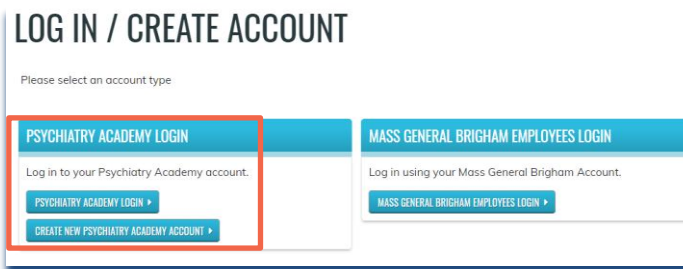 LOG IN / CREATE ACCOUNT
Please select an account type
PSYCHIATRY ACADEMY LOGIN
Log in to your Psychiatry Academy account.
PSYCHIATRY ACADEMY LOGIN
CREATE NEW PSYCHIATRY ACADEMY ACCOUNT
MASS GENERAL BRIGHAM EMPLOYEES LOGIN
Log in using your Mass General Brigham Account.
MASS GENERAL BRIGHAM EMPLOYEES LOGIN